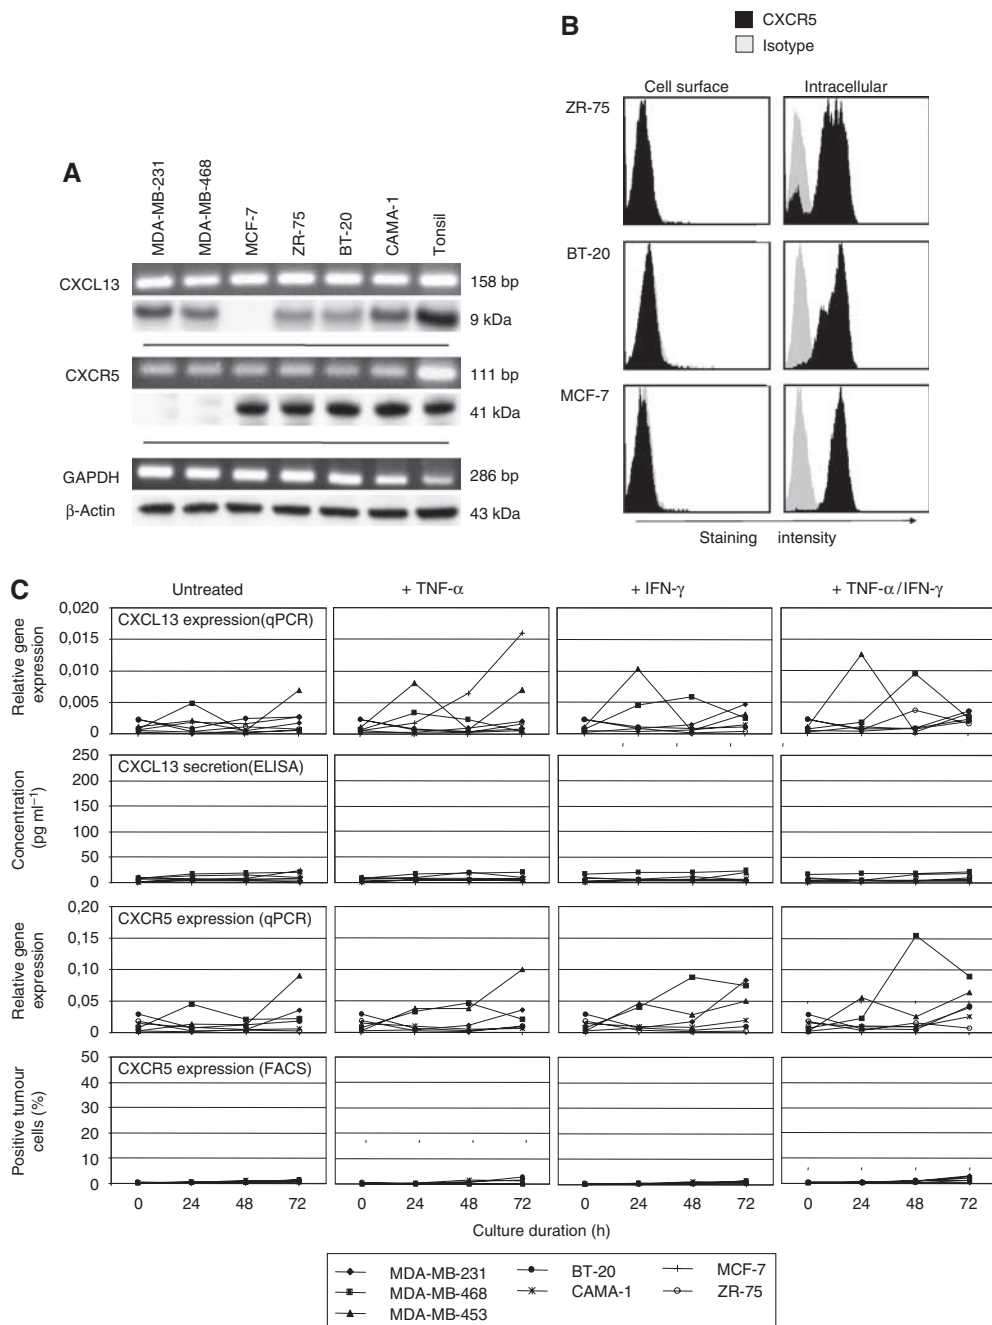 A
MDA-MB-231
MDA-MB-468
MCF-7
ZR-75
BT-20
CAMA-1
Tonsil
CXCL13
158 bp
9 kDa
CXCR5
111 bp
41 kDa
GAPDH
286 bp
β-Actin
43 kDa
B
CXCR5
Isotype
Cell surface
Intracellular
ZR-75
BT-20
MCF-7
Staining intensity
C
Untreated
+ TNF-α
+ IFN-γ
+ TNF-α/IFN-γ
Relative gene
expression
0,020
0,015
0,010
0,005
0
CXCL13 expression(qPCR)
Concentration
(pg ml⁻¹)
250
200
150
100
50
0
CXCL13 secretion(ELISA)
Relative gene
expression
0,20
0,15
0,10
0,05
0
CXCR5 expression (qPCR)
Positive tumour
cells (%)
50
40
30
20
10
0
CXCR5 expression (FACS)
0 24 48 72 0 24 48 72 0 24 48 72 0 24 48 72
Culture duration (h)
MDA-MB-231 BT-20 MCF-7
MDA-MB-468 CAMA-1 ZR-75
MDA-MB-453